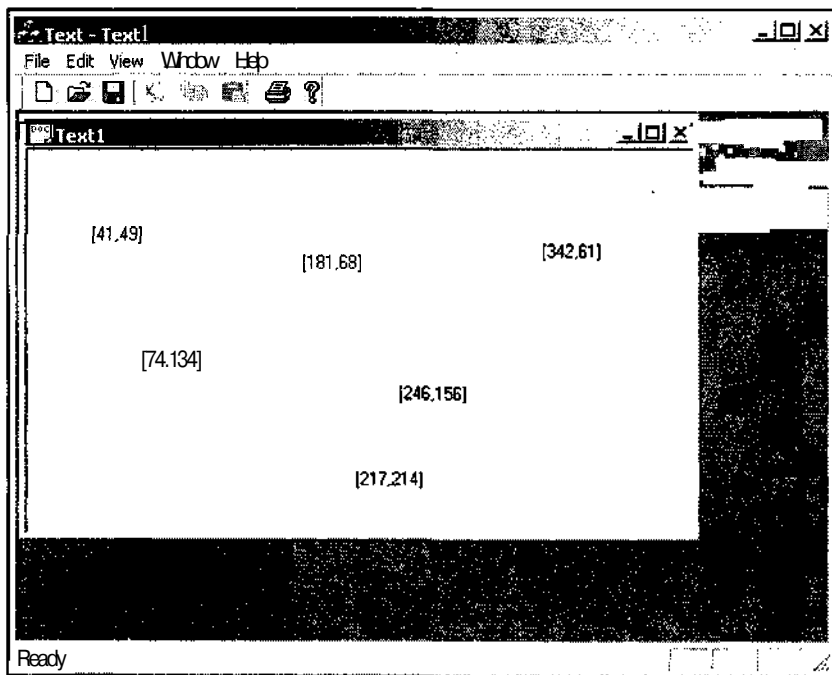 Text - Text1
File Edit View Window Help
Text1
[41,49]
[181,68]
[342,61]
[74.134]
[246,156]
[217,214]
Ready